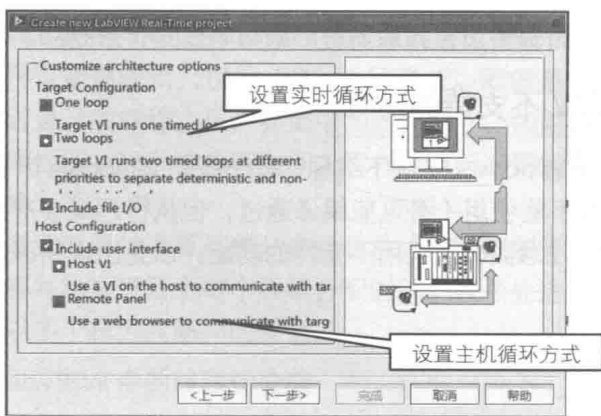 Create new LabVIEW Real-Time project
Customize architecture options
Target Configuration
One loop
设置实时循环方式
Target VI runs one timed
Two loops
Target VI runs two timed loops at different
priorities to separate deterministic and non-
Include file I/O
Host Configuration
Include user interface
Host VI
Use a VI on the host to communicate with tar
Remote Panel
Use a web browser to communicate with targ
设置主机循环方式
<上一步
下一步>
完成
取消
帮助